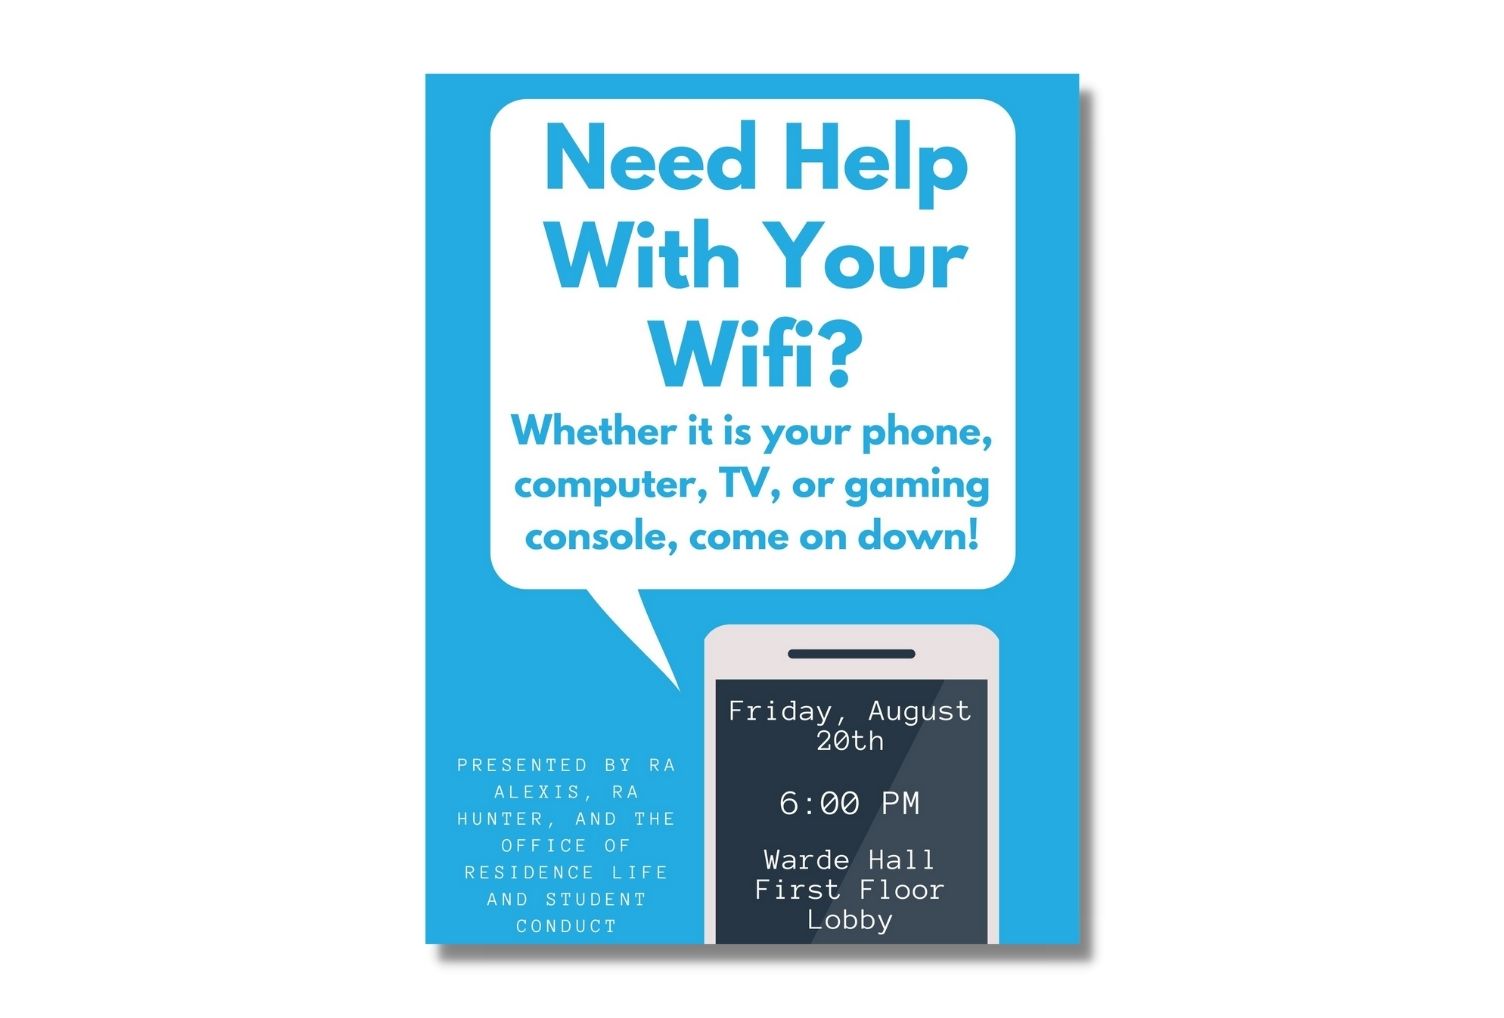 Need Help
With Your
Wifi?
Whether it is your phone,
computer, TV, or gaming
console, come on down!
Friday, August
20th
6:00 PM
Warde Hall
First Floor
Lobby
PRESENTED BY RA
ALEXIS, RA
HUNTER, AND THE
OFFICE OF
RESIDENCE LIFE
AND STUDENT
CONDUCT